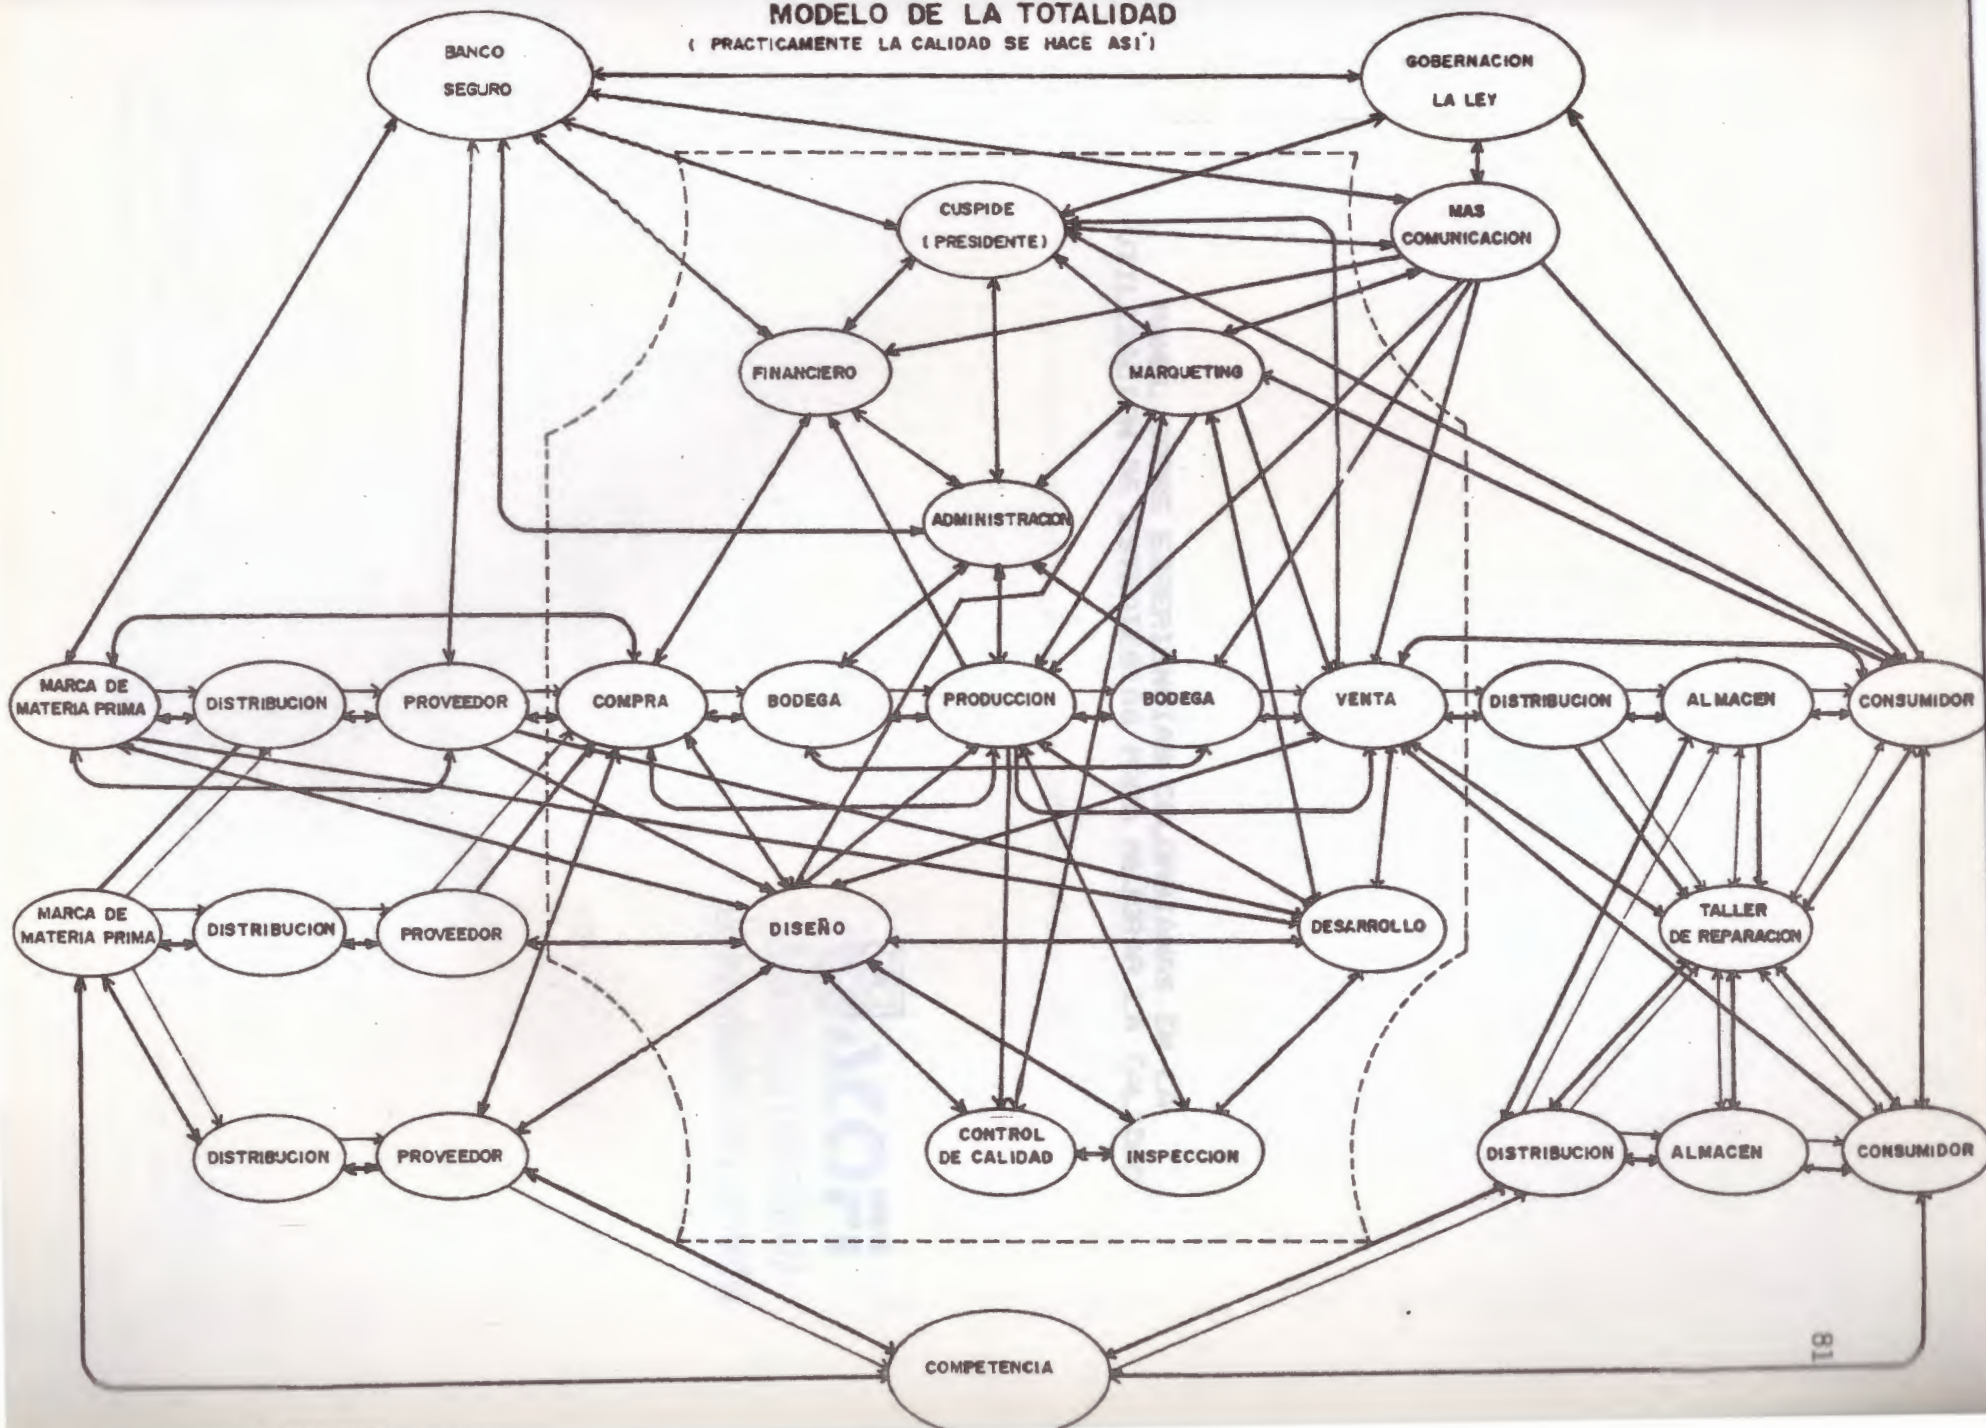 MODELO DE LA TOTALIDAD
( PRACTICAMENTE LA CALIDAD SE HACE ASI )
BANCO
SEGURO
GOBERNACION
LA LEY
CUSPIDE
( PRESIDENTE )
MAS
COMUNICACION
FINANCIERO
MARQUETING
ADMINISTRACION
MARCA DE
MATERIA PRIMA
DISTRIBUCION
PROVEEDOR
COMPRA
BODEGA
PRODUCCION
BODEGA
VENTA
DISTRIBUCION
ALMACEN
CONSUMIDOR
MARCA DE
MATERIA PRIMA
DISTRIBUCION
PROVEEDOR
DISEÑO
DESARROLLO
TALLER
DE REPARACION
DISTRIBUCION
PROVEEDOR
CONTROL
DE CALIDAD
INSPECCION
DISTRIBUCION
ALMACEN
CONSUMIDOR
COMPETENCIA
81